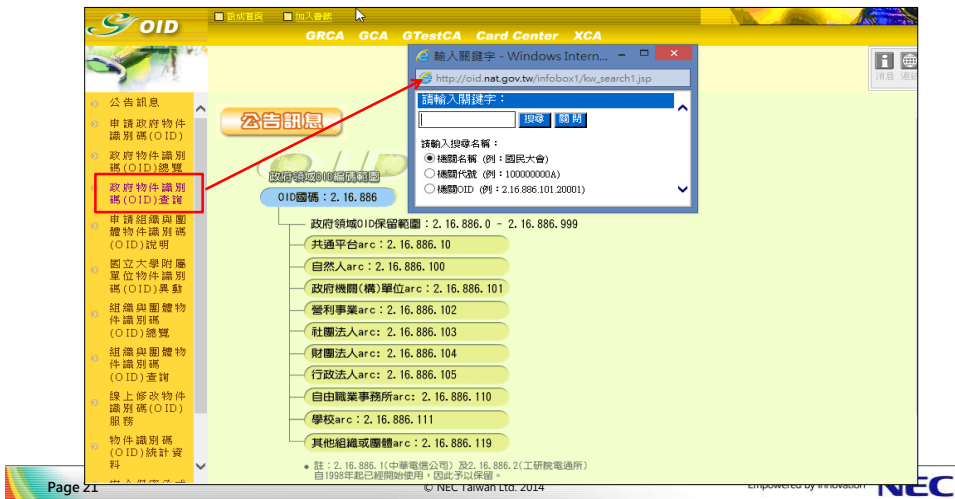 OID
設成首頁 加入書籤
GRCA GCA GTestCA Card Center XCA
公告訊息
申請政府物件
識別碼(OID)
政府物件識別
碼(OID)總覽
政府物件識別
碼(OID)查詢
申請組織與團
體物件識別碼
(OID)說明
國立大學附屬
單位物件識別
碼(OID)異動
組織與團體物
件識別碼
(OID)總覽
組織與團體物
件識別碼
(OID)查詢
線上修改物件
識別碼(OID)
服務
物件識別碼
(OID)統計資
料
輸入關鍵字 - Windows Intern...
http://oid.nat.gov.tw/infobox1/kw_search1.jsp
請輸入關鍵字：
搜尋 關閉
請輸入搜尋名稱：
機關名稱 (例：國民大會)
機關代號 (例：100000000A)
機關OID (例：2.16.886.101.20001)
消息
公告訊息
政府領域OID編碼範圍
OID國碼：2.16.886
政府領域OID保留範圍：2.16.886.0 - 2.16.886.999
共通平台arc：2.16.886.10
自然人arc：2.16.886.100
政府機關(構)單位arc：2.16.886.101
營利事業arc：2.16.886.102
社團法人arc: 2.16.886.103
財團法人arc: 2.16.886.104
行政法人arc: 2.16.886.105
自由職業事務所arc: 2.16.886.110
學校arc：2.16.886.111
其他組織或團體arc：2.16.886.119
註：2.16.886.1(中華電信公司) 及2.16.886.2(工研院電通所)
自1998年起已經開始使用，因此予以保留。
Page 21
© NEC Taiwan Ltd. 2014
Empowered by Innovation
NEC